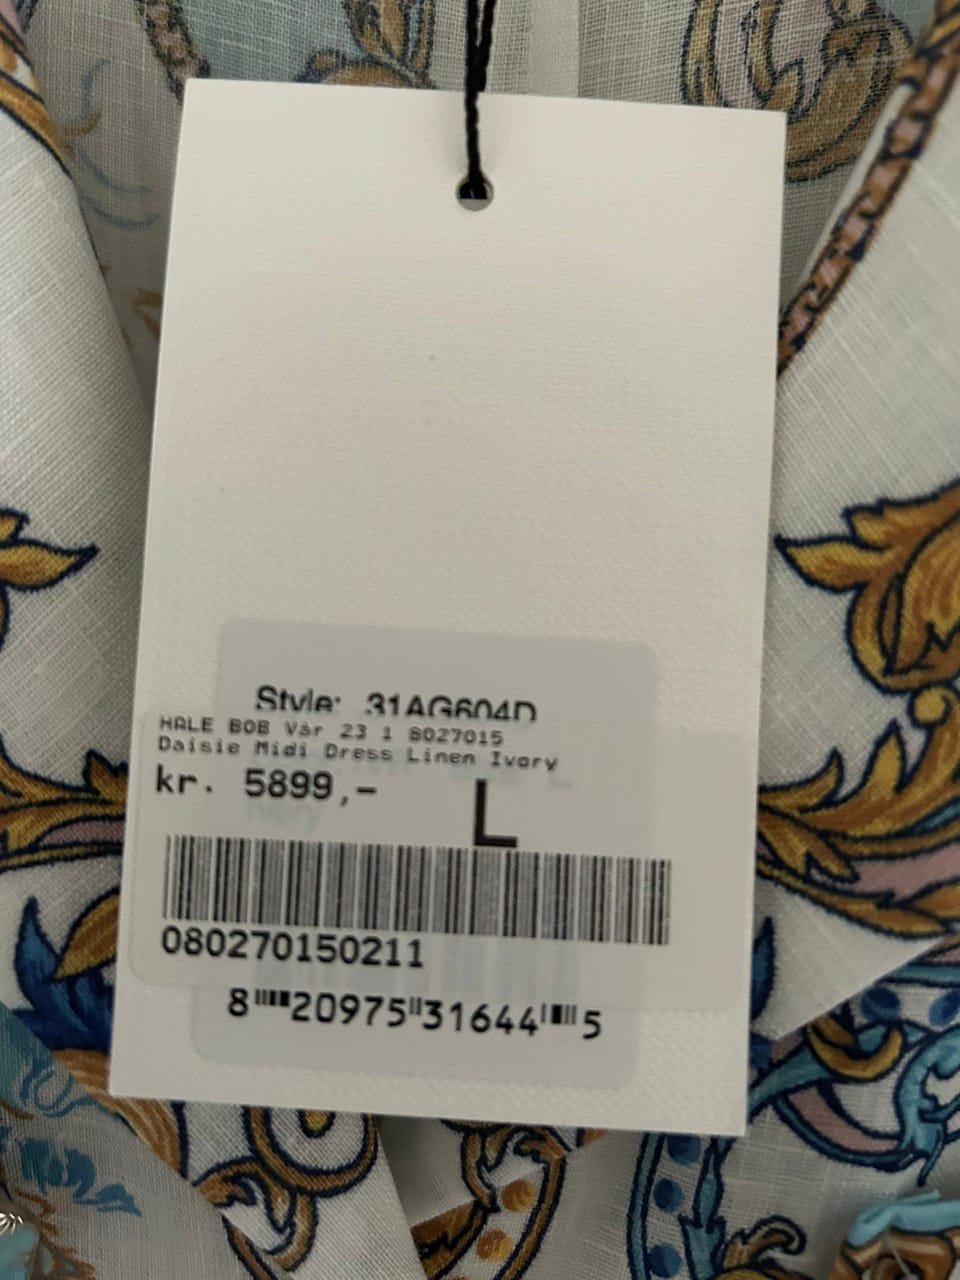 Style: 31AG604D
HALE BOB Vår 23 1 8027015
Daisie Midi Dress Linen Ivory
kr. 5899,-
L
080270150211
8 20975 31644 5